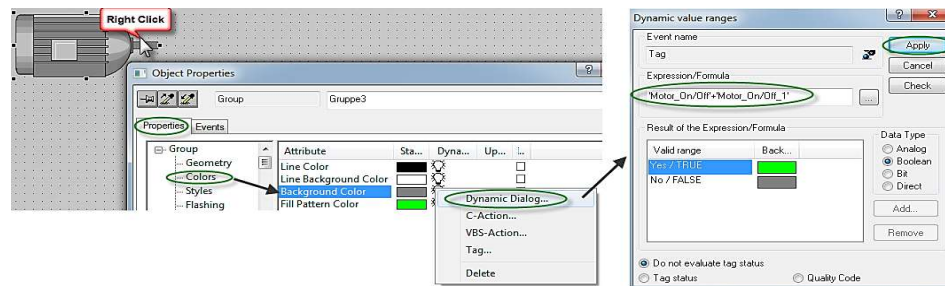 Right Click
Object Properties
Group
Gruppe3
Properties
Events
Group
Geometry
Colors
Styles
Flashing
Attribute Sta... Dyna... Up... I..
Line Color
Line Background Color
Background Color
Fill Pattern Color
Dynamic Dialog...
C-Action...
VBS-Action...
Tag...
Delete
Dynamic value ranges
Event name
Tag
Expression/Formula
'Motor_On/Off'+'Motor_On/Off_1'
...
Result of the Expression/Formula
Valid range Back...
Yes / TRUE
No / FALSE
Do not evaluate tag status
Tag status
Quality Code
Apply
Cancel
Check
Data Type
Analog
Boolean
Bit
Direct
Add...
Remove